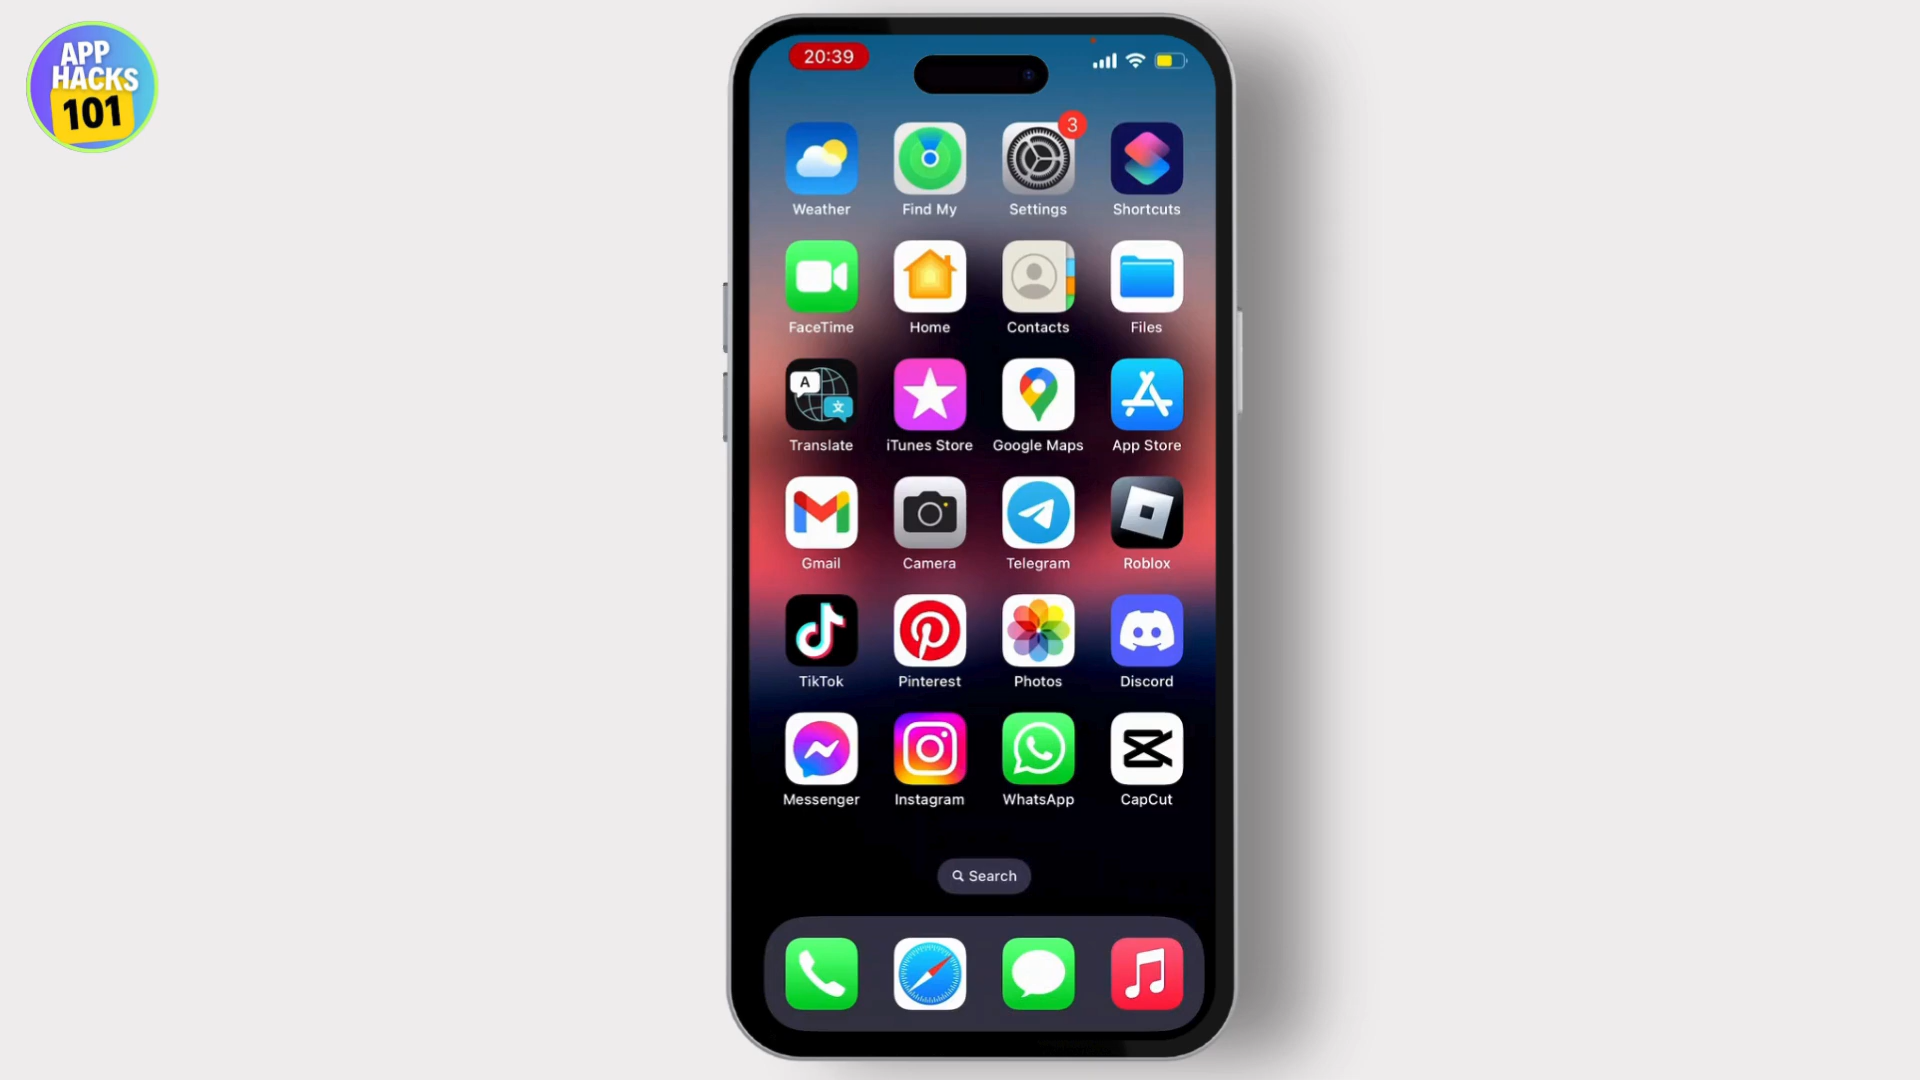 APP
HACKS
101
20:39
3
Weather
Find My
Settings
Shortcuts
FaceTime
Home
Contacts
Files
A
文
Translate
iTunes Store
Google Maps
App Store
Gmail
Camera
Telegram
Roblox
TikTok
Pinterest
Photos
Discord
Messenger
Instagram
WhatsApp
CapCut
Search